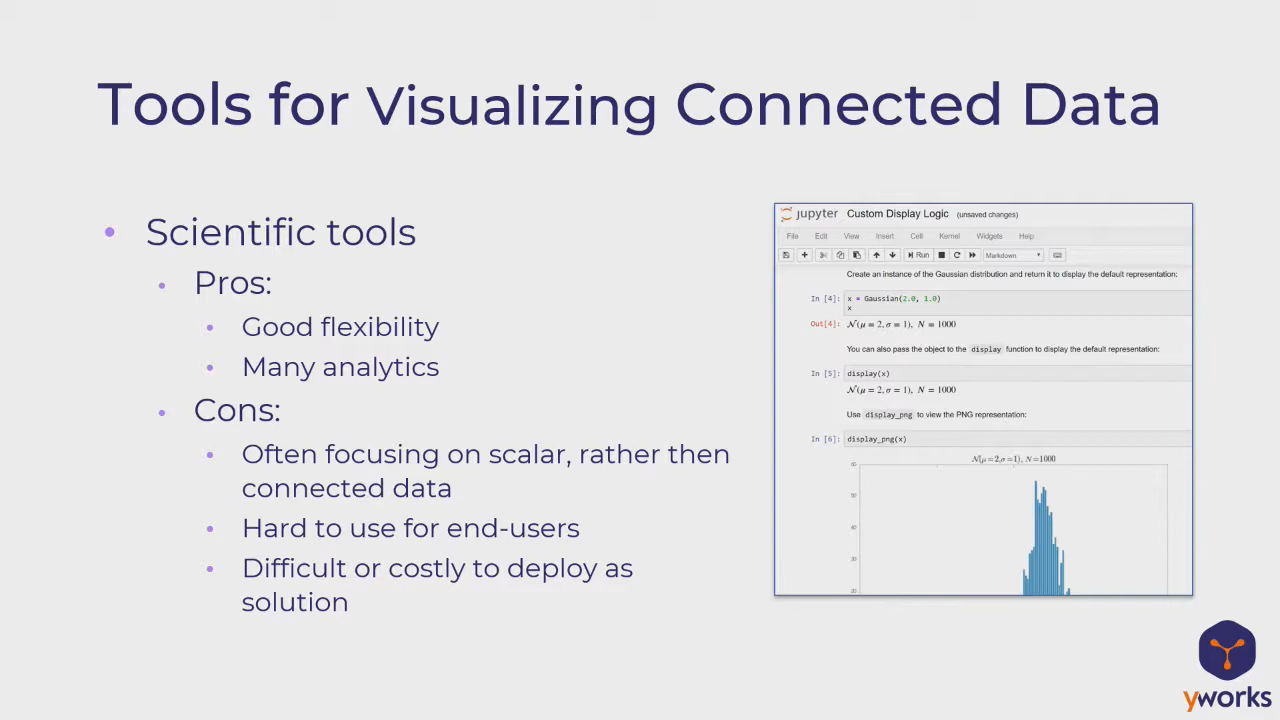 Tools for Visualizing Connected Data
• Scientific tools
• Pros:
• Good flexibility
• Many analytics
• Cons:
• Often focusing on scalar, rather then
connected data
• Hard to use for end-users
• Difficult or costly to deploy as
solution
jupyter Custom Display Logic (unsaved changes)
File Edit View Insert Cell Kernel Widgets Help
Run Markdown
Create an instance of the Gaussian distribution and return it to display the default representation:
In [4]: x = Gaussian(2.0, 1.0)
x
Out[4]: 𝒩(μ = 2, σ = 1), N = 1000
You can also pass the object to the display function to display the default representation:
In [5]: display(x)
𝒩(μ = 2, σ = 1), N = 1000
Use display_png to view the PNG representation:
In [6]: display_png(x)
𝒩(μ=2,σ=1), N=1000
60
50
40
30
20
yworks